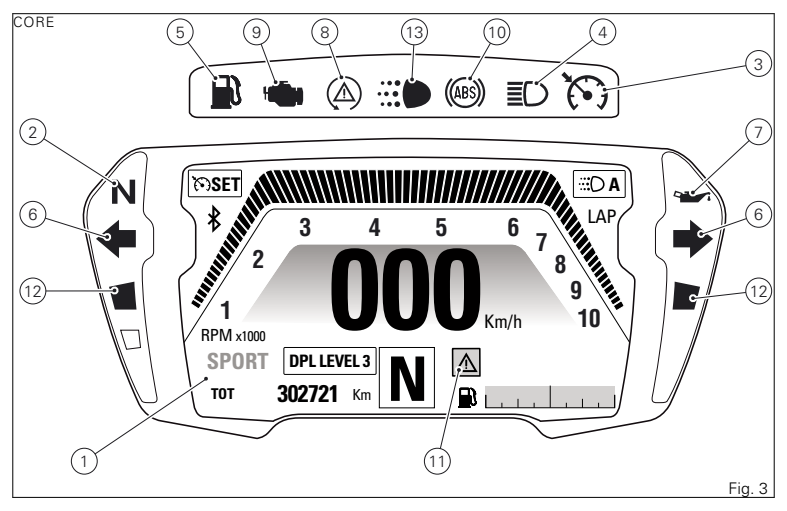 CORE
5 9 8 13 10 4
3
ABS
2 7
N
SET A
LAP
6 6
3 4 5 6
2 7
8
12 9 12
1 000 10
Km/h
RPM x1000
SPORT DPL LEVEL 3 N
TOT 302721 Km
1 11
Fig. 3